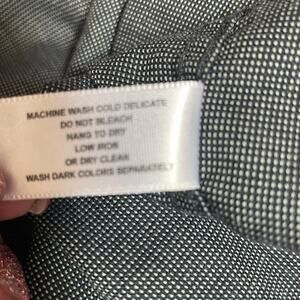 MACHINE WASH COLD DELICATE
DO NOT BLEACH
HANG TO DRY
LOW IRON
OR DRY CLEAN
WASH DARK COLORS SEPARATELY